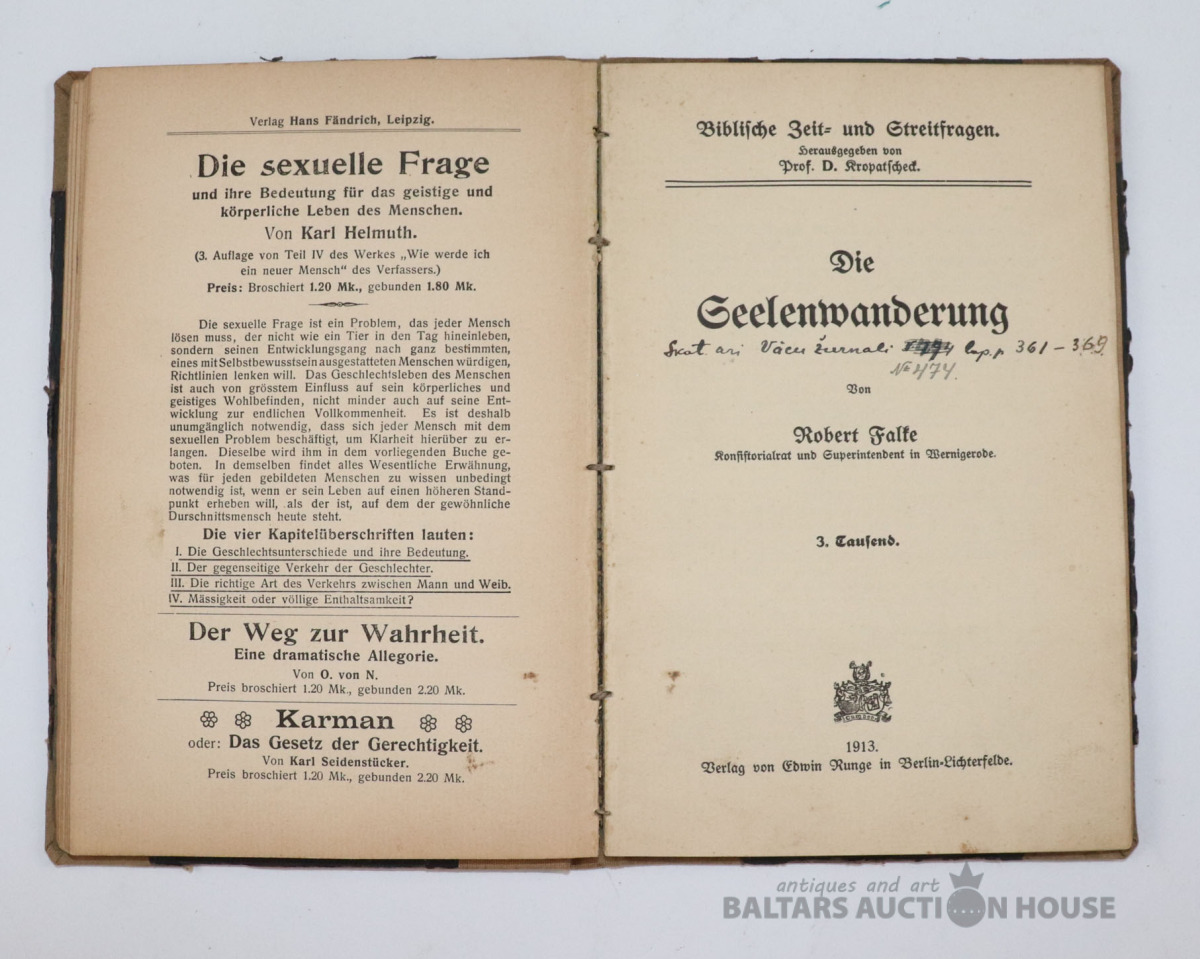 Verlag Hans Fändrich, Leipzig.
Die sexuelle Frage
und ihre Bedeutung für das geistige und
körperliche Leben des Menschen.
Von Karl Helmuth.
(3. Auflage von Teil IV des Werkes „Wie werde ich
ein neuer Mensch“ des Verfassers.)
Preis: Broschiert 1.20 Mk., gebunden 1.80 Mk.
Die sexuelle Frage ist ein Problem, das jeder Mensch
lösen muss, der nicht wie ein Tier in den Tag hineinleben,
sondern seinen Entwicklungsgang nach ganz bestimmten,
eines mit Selbstbewusstsein ausgestatteten Menschen würdigen,
Richtlinien lenken will. Das Geschlechtsleben des Menschen
ist auch von grösstem Einfluss auf sein körperliches und
geistiges Wohlbefinden, nicht minder auch auf seine Ent-
wicklung zur endlichen Vollkommenheit. Es ist deshalb
unumgänglich notwendig, dass sich jeder Mensch mit dem
sexuellen Problem beschäftigt, um Klarheit hierüber zu er-
langen. Dieselbe wird ihm in dem vorliegenden Buche ge-
boten. In demselben findet alles Wesentliche Erwähnung,
was für jeden gebildeten Menschen zu wissen unbedingt
notwendig ist, wenn er sein Leben auf einen höheren Stand-
punkt erheben will, als der ist, auf dem der gewöhnliche
Durschnittsmensch heute steht.
Die vier Kapitelüberschriften lauten:
I. Die Geschlechtsunterschiede und ihre Bedeutung.
II. Der gegenseitige Verkehr der Geschlechter.
III. Die richtige Art des Verkehrs zwischen Mann und Weib.
IV. Mässigkeit oder völlige Enthaltsamkeit?
Der Weg zur Wahrheit.
Eine dramatische Allegorie.
Von O. von N.
Preis broschiert 1.20 Mk., gebunden 2.20 Mk.
Karman
oder: Das Gesetz der Gerechtigkeit.
Von Karl Seidenstücker.
Preis broschiert 1.20 Mk., gebunden 2.20 Mk.
Biblische Zeit- und Streitfragen.
Herausgegeben von
Prof. D. Kropatscheck.
Die
Seelenwanderung
Skat. arī Vācu žurnali lap.p 361 – 369
№ 474.
Von
Robert Falke
Konsistorialrat und Superintendent in Wernigerode.
3. Tausend.
1913.
Verlag von Edwin Runge in Berlin-Lichterfelde.
antiques and art
BALTARS AUCTION HOUSE